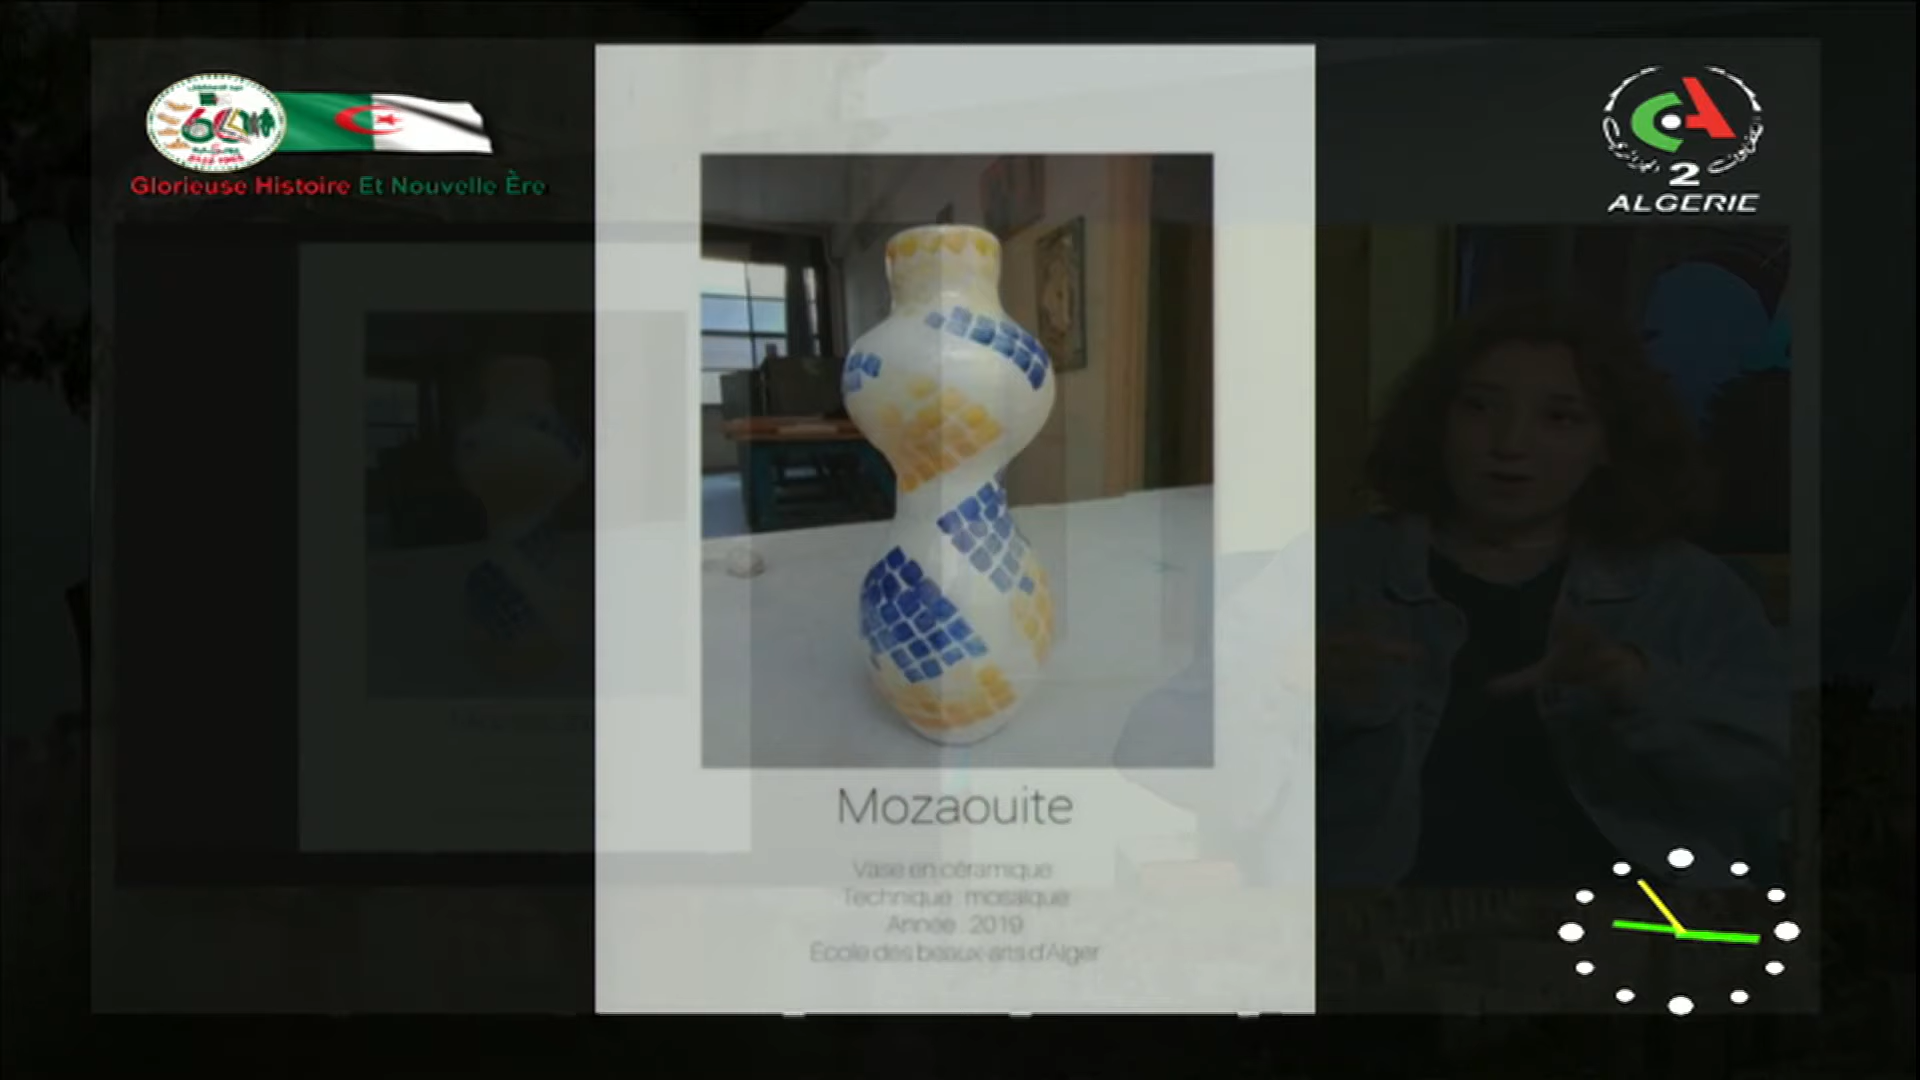 Glorieuse Histoire Et Nouvelle Ère
2
ALGERIE
Mozaouite
Vase en céramique
Technique : mosaïque
Année : 2019
Ecole des beaux-arts d'Alger